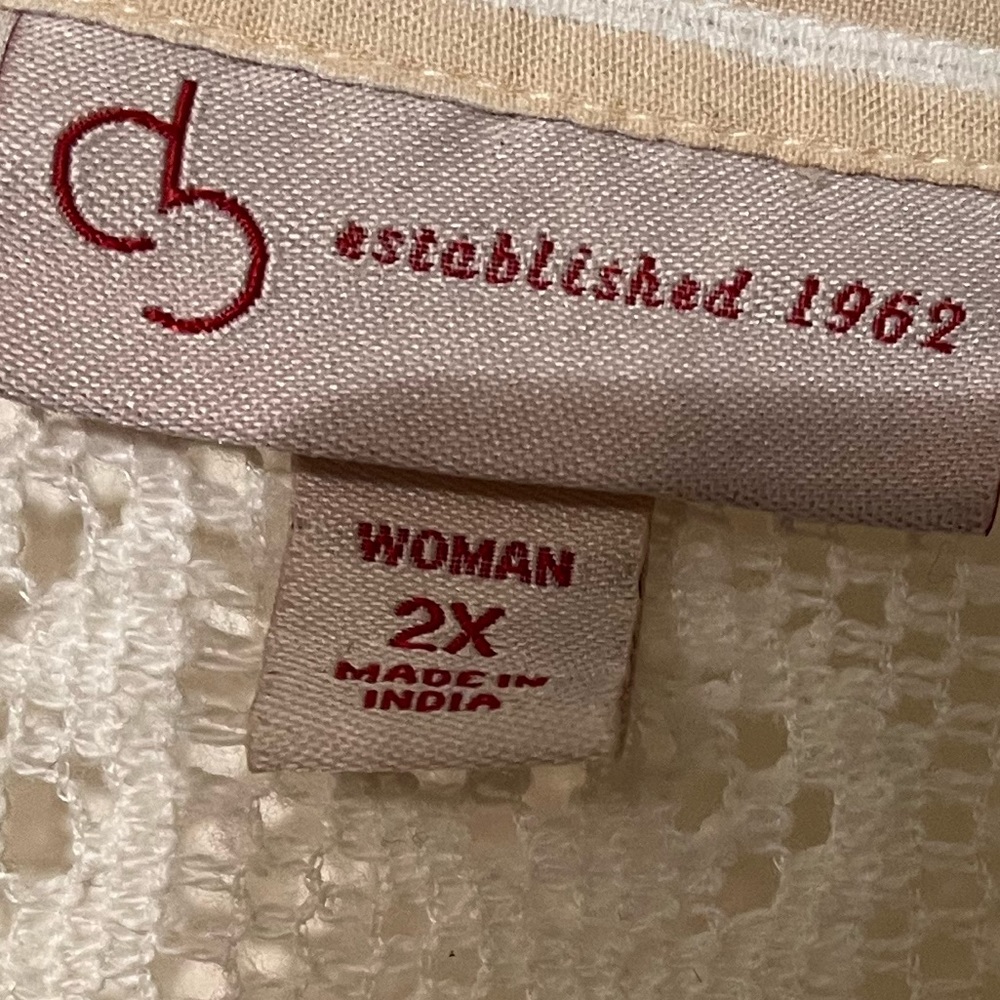 established 1962
WOMAN
2X
MADE IN
INDIA